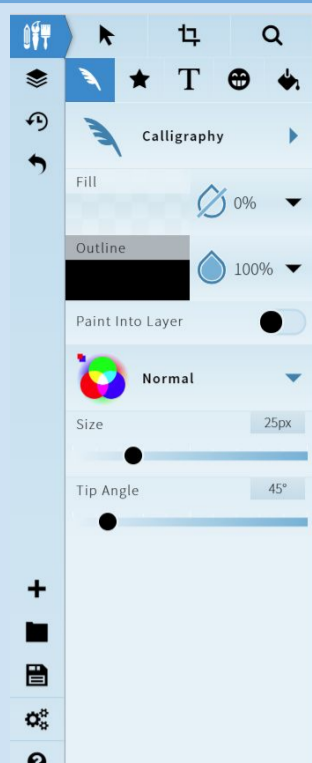 T
Calligraphy
Fill
0%
Outline
100%
Paint Into Layer
Normal
Size
25px
Tip Angle
45°
?